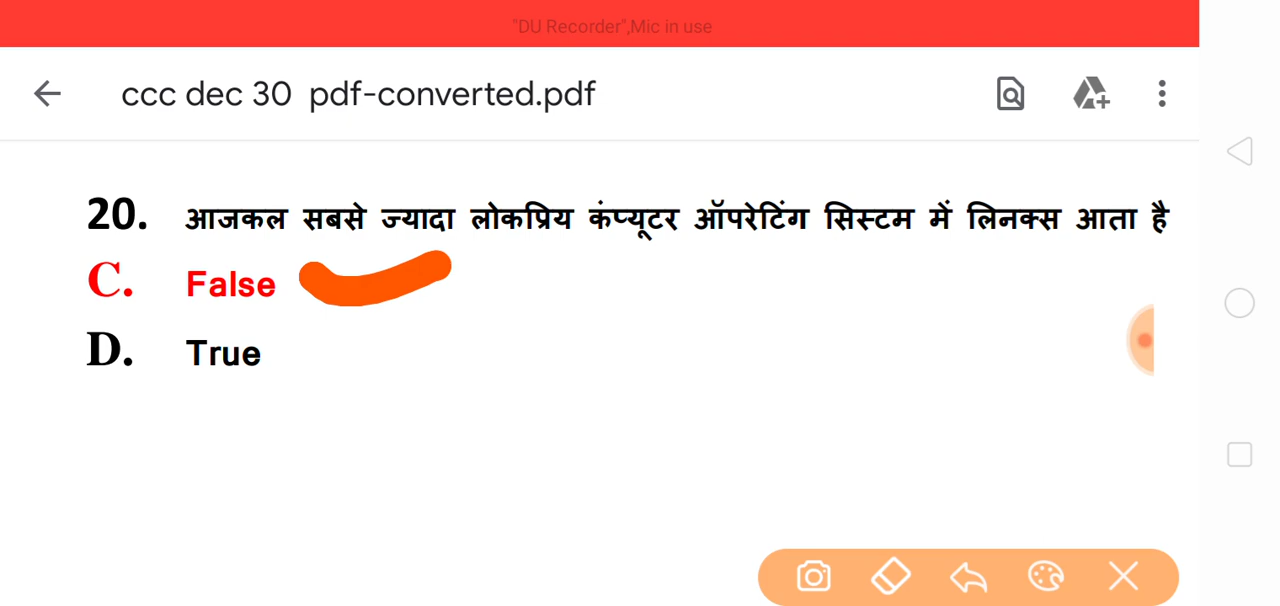 "DU Recorder",Mic in use
ccc dec 30 pdf-converted.pdf
20. आजकल सबसे ज्यादा लोकप्रिय कंप्यूटर ऑपरेटिंग सिस्टम में लिनक्स आता है
C. False
D. True